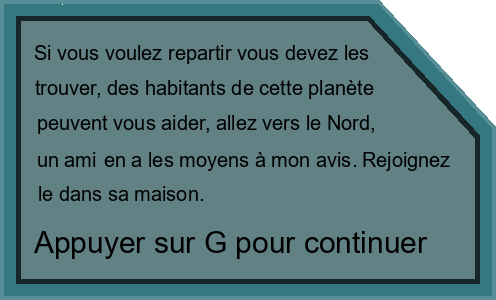 Si vous voulez repartir vous devez les
trouver, des habitants de cette planète
peuvent vous aider, allez vers le Nord,
un ami en a les moyens à mon avis. Rejoignez
le dans sa maison.
Appuyer sur G pour continuer